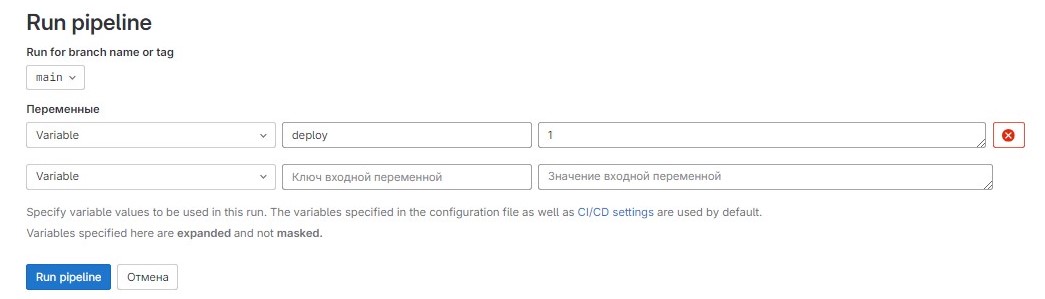 Run pipeline
Run for branch name or tag
main
Переменные
Variable deploy 1
Variable Ключ входной переменной Значение входной переменной
Specify variable values to be used in this run. The variables specified in the configuration file as well as CI/CD settings are used by default.
Variables specified here are expanded and not masked.
Run pipeline Отмена